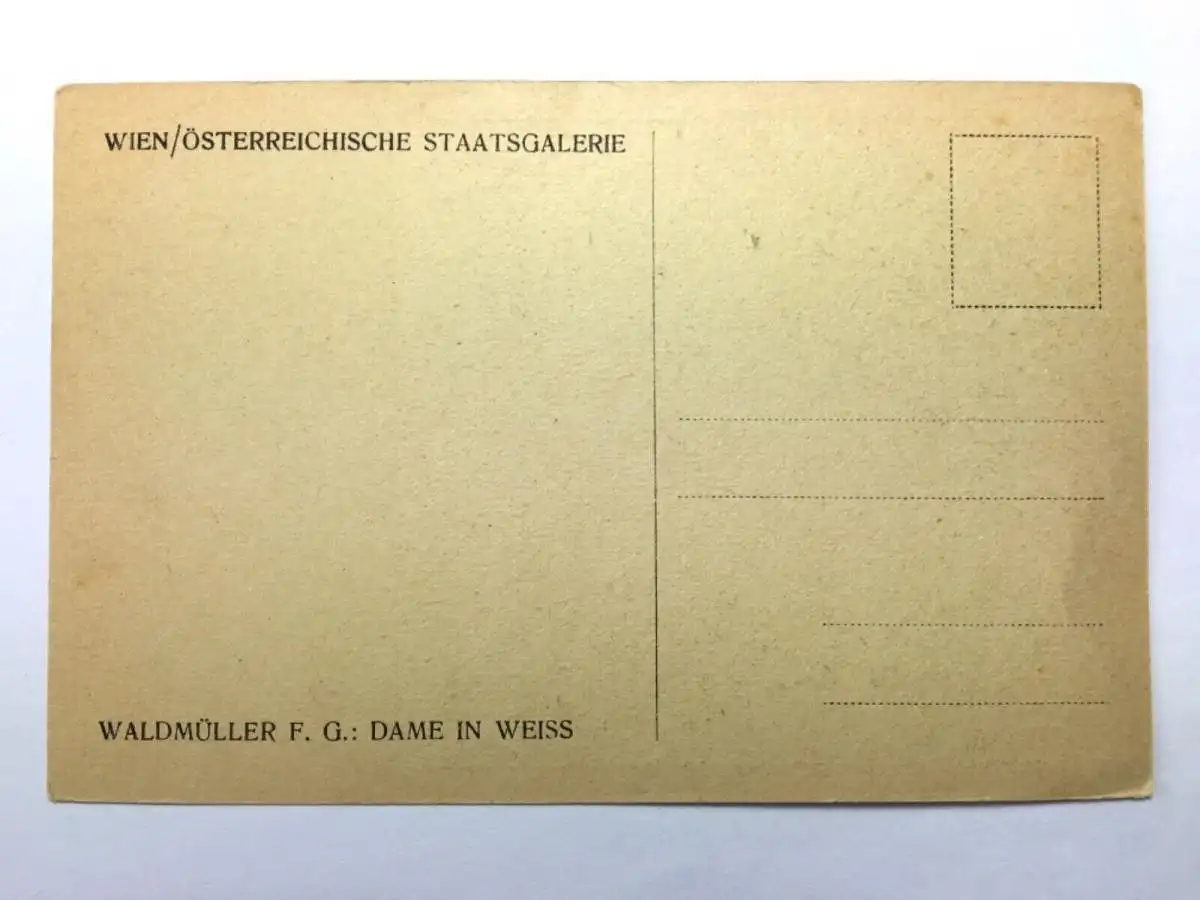 WIEN/ÖSTERREICHISCHE STAATSGALERIE
WALDMÜLLER F. G.: DAME IN WEISS